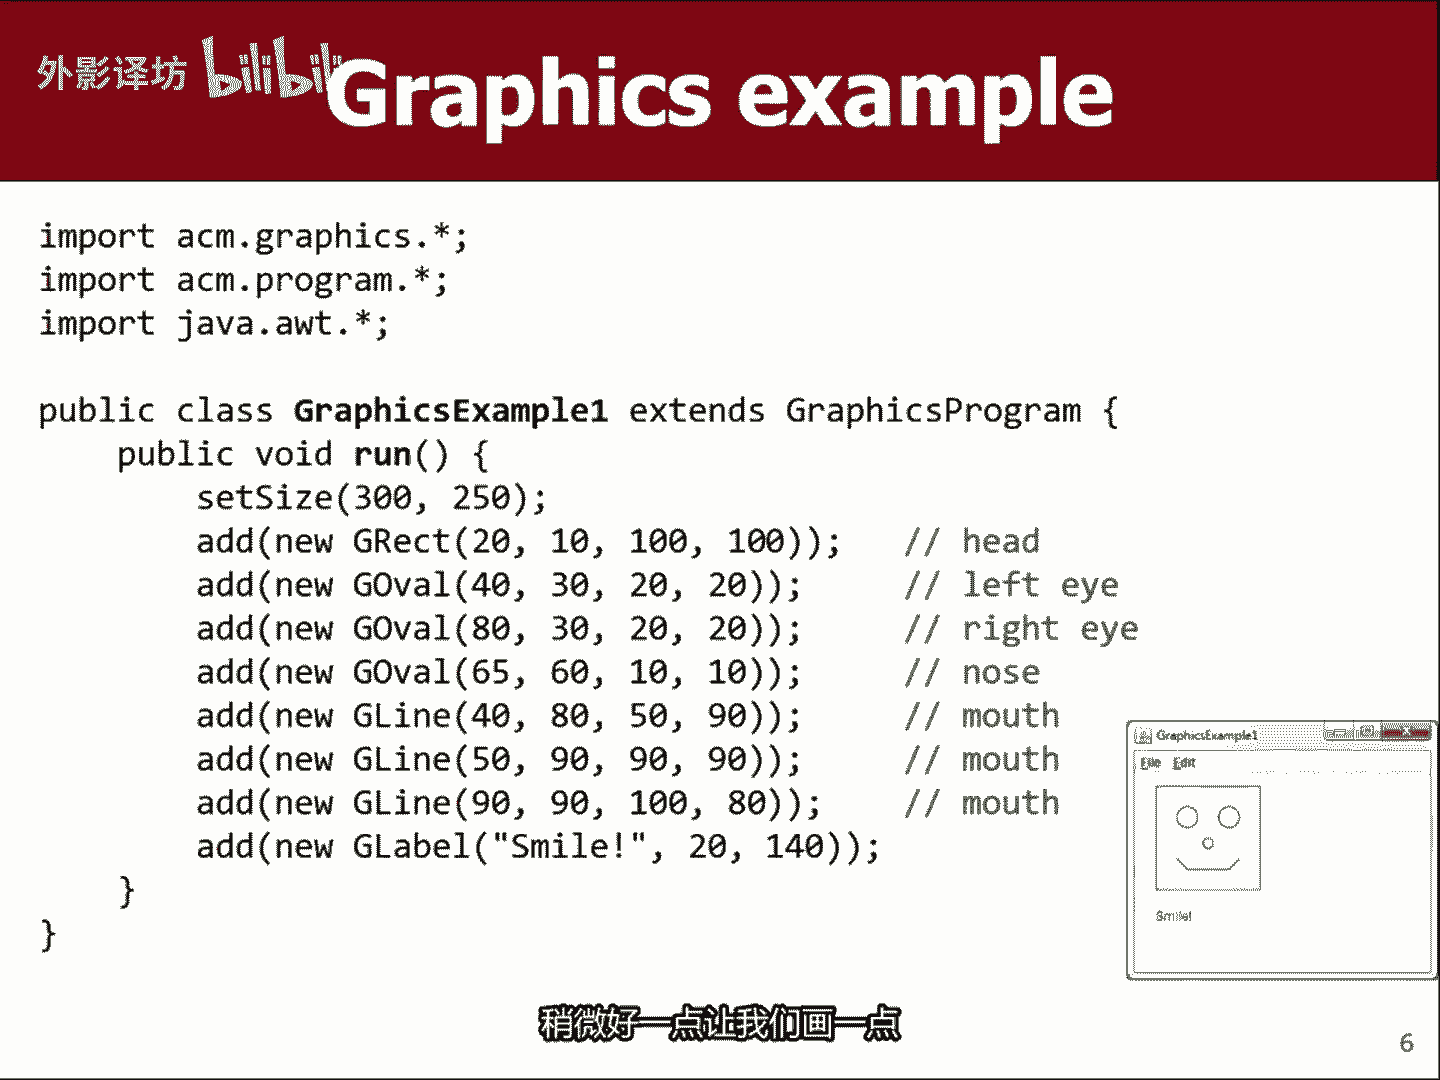 外影译坊 bilibili
Graphics example
import acm.graphics.*;
import acm.program.*;
import java.awt.*;
public class GraphicsExample1 extends GraphicsProgram {
    public void run() {
        setSize(300, 250);
        add(new GRect(20, 10, 100, 100));   // head
        add(new GOval(40, 30, 20, 20));     // left eye
        add(new GOval(80, 30, 20, 20));     // right eye
        add(new GOval(65, 60, 10, 10));     // nose
        add(new GLine(40, 80, 50, 90));     // mouth
        add(new GLine(50, 90, 90, 90));     // mouth
        add(new GLine(90, 90, 100, 80));    // mouth
        add(new GLabel("Smile!", 20, 140));
    }
}
GraphicsExample1
File Edit
Smile!
稍微好一点让我们画一点
6